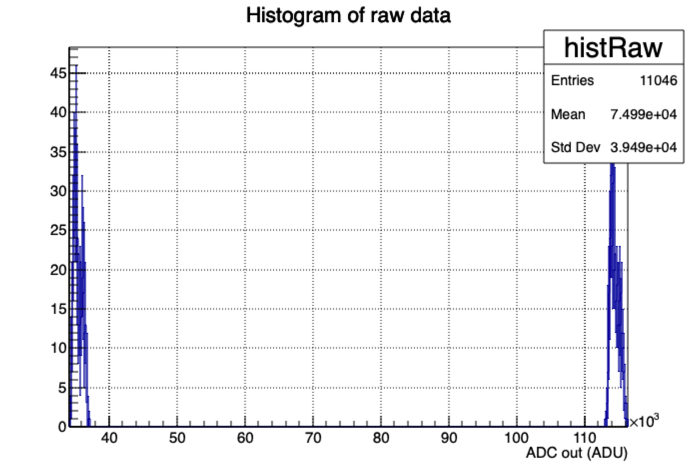 Histogram of raw data
histRaw
Entries 11046
Mean 7.499e+04
Std Dev 3.949e+04
45
40
35
30
25
20
15
10
5
0
40 50 60 70 80 90 100 110
×10³
ADC out (ADU)